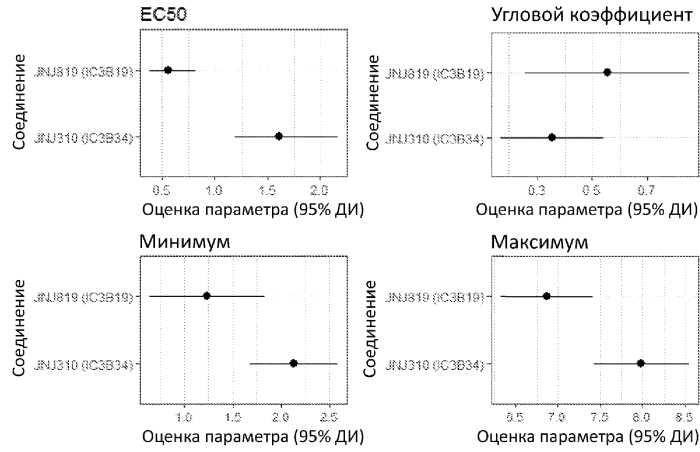 EC50
Соединение
JNJ819 (IC3B19)
JNJ310 (IC3B34)
0.5 1.0 1.5 2.0
Оценка параметра (95% ДИ)
Угловой коэффициент
Соединение
JNJ819 (IC3B19)
JNJ310 (IC3B34)
0.3 0.5 0.7
Оценка параметра (95% ДИ)
Минимум
Соединение
JNJ819 (IC3B19)
JNJ310 (IC3B34)
1.0 1.5 2.0 2.5
Оценка параметра (95% ДИ)
Максимум
Соединение
JNJ819 (IC3B19)
JNJ310 (IC3B34)
6.5 7.0 7.5 8.0 8.5
Оценка параметра (95% ДИ)